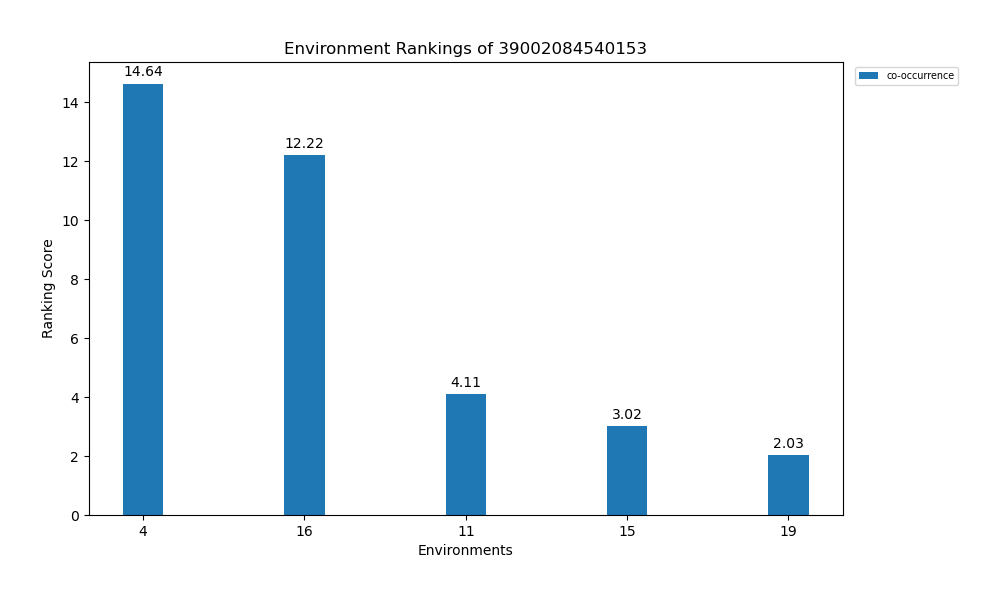 Environment Rankings of 39002084540153
co-occurrence
14.64
12.22
4.11
3.02
2.03
Ranking Score
14
12
10
8
6
4
2
0
4 16 11 15 19
Environments